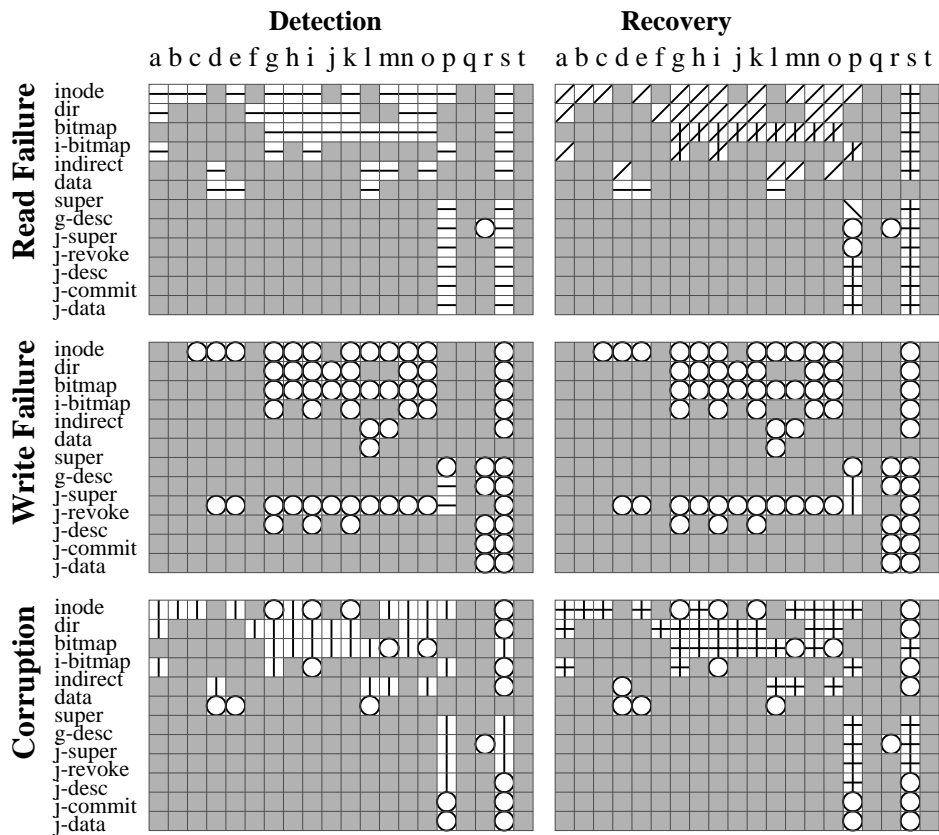 Detection Recovery
a b c d e f g h i j k l m n o p q r s t a b c d e f g h i j k l m n o p q r s t
Read Failure
inode
dir
bitmap
i-bitmap
indirect
data
super
g-desc
j-super
j-revoke
j-desc
j-commit
j-data
Write Failure
inode
dir
bitmap
i-bitmap
indirect
data
super
g-desc
j-super
j-revoke
j-desc
j-commit
j-data
Corruption
inode
dir
bitmap
i-bitmap
indirect
data
super
g-desc
j-super
j-revoke
j-desc
j-commit
j-data